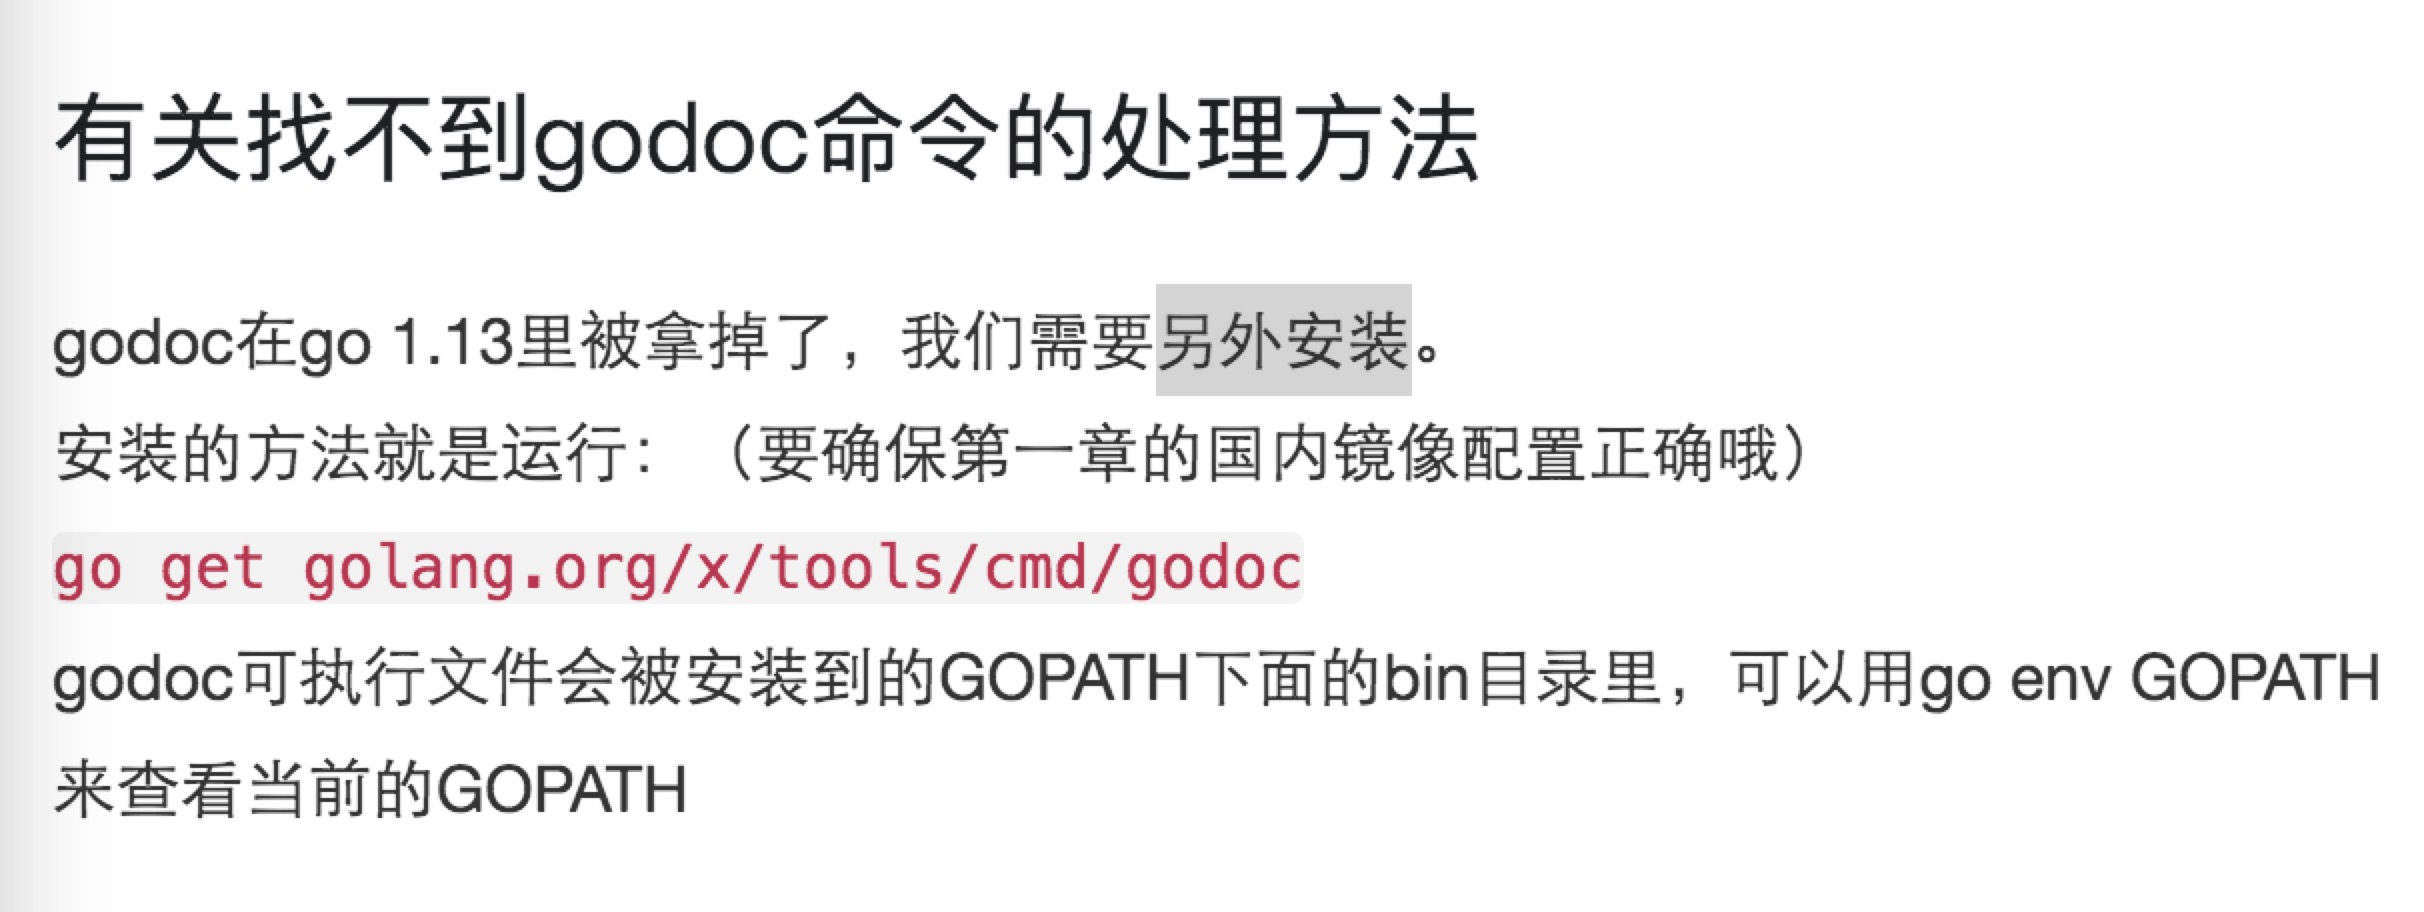 有关找不到godoc命令的处理方法
godoc在go 1.13里被拿掉了，我们需要另外安装。
安装的方法就是运行：（要确保第一章的国内镜像配置正确哦）
go get golang.org/x/tools/cmd/godoc
godoc可执行文件会被安装到的GOPATH下面的bin目录里，可以用go env GOPATH
来查看当前的GOPATH